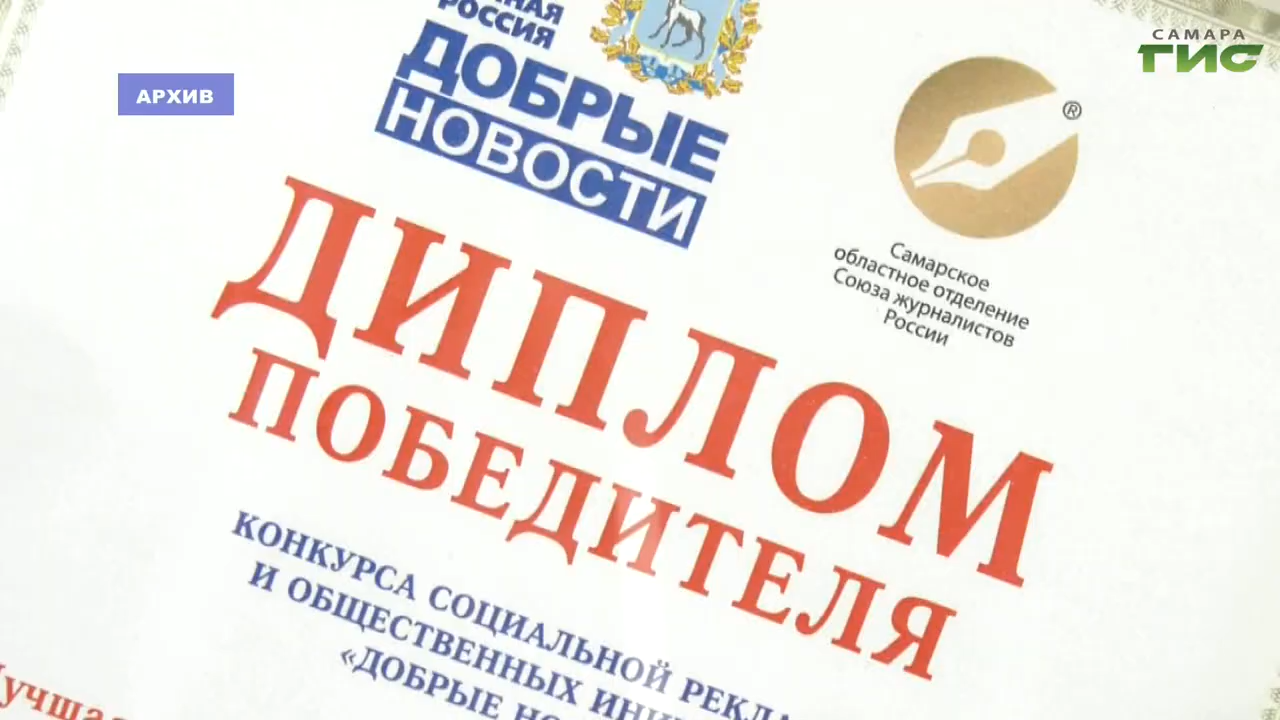 САМАРА
ГИС
АРХИВ
РОССИЯ
ДОБРЫЕ
НОВОСТИ
®
Самарское
областное отделение
Союза журналистов
России
ДИПЛОМ
ПОБЕДИТЕЛЯ
КОНКУРСА СОЦИАЛЬНОЙ
И ОБЩЕСТВЕННЫХ
«ДОБРЫЕ